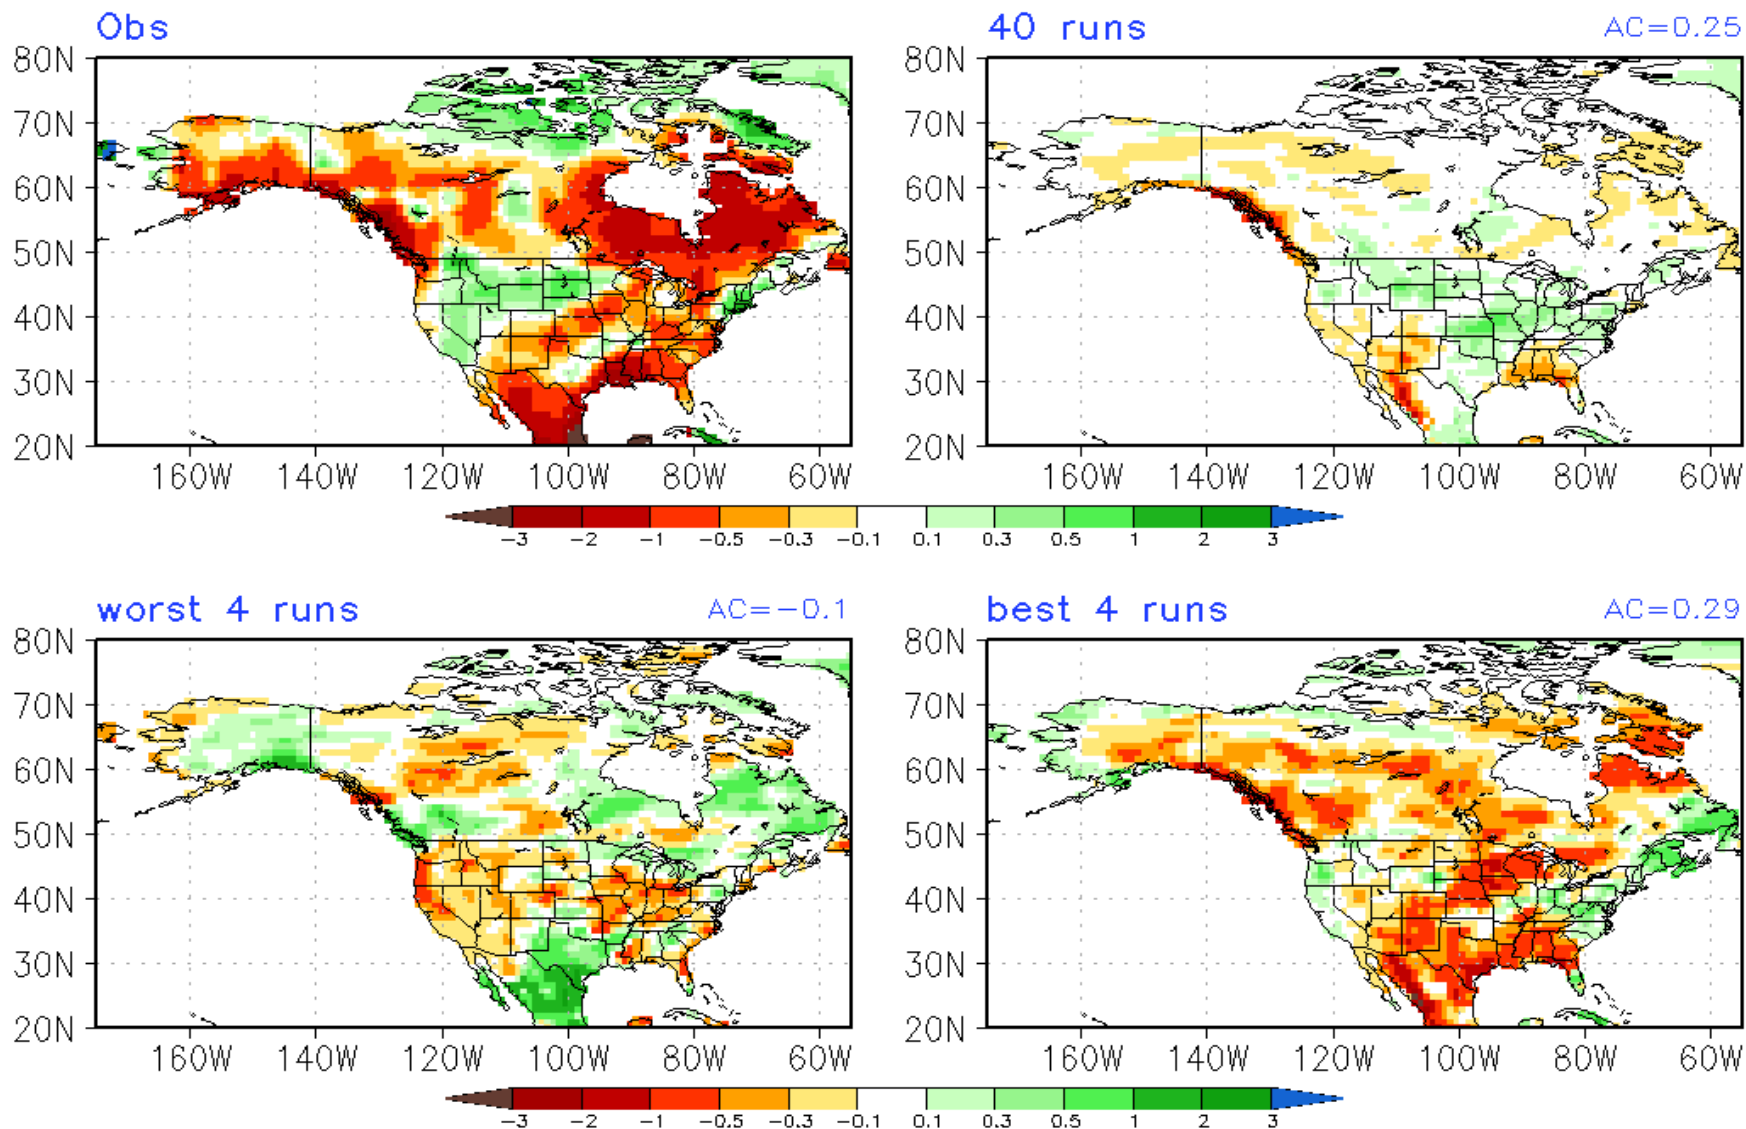 Obs
40 runs AC=0.25
80N 80N
70N 70N
60N 60N
50N 50N
40N 40N
30N 30N
20N 20N
160W 140W 120W 100W 80W 60W 160W 140W 120W 100W 80W 60W
-3 -2 -1 -0.5 -0.3 -0.1 0.1 0.3 0.5 1 2 3
worst 4 runs AC=-0.1
best 4 runs AC=0.29
80N 80N
70N 70N
60N 60N
50N 50N
40N 40N
30N 30N
20N 20N
160W 140W 120W 100W 80W 60W 160W 140W 120W 100W 80W 60W
-3 -2 -1 -0.5 -0.3 -0.1 0.1 0.3 0.5 1 2 3